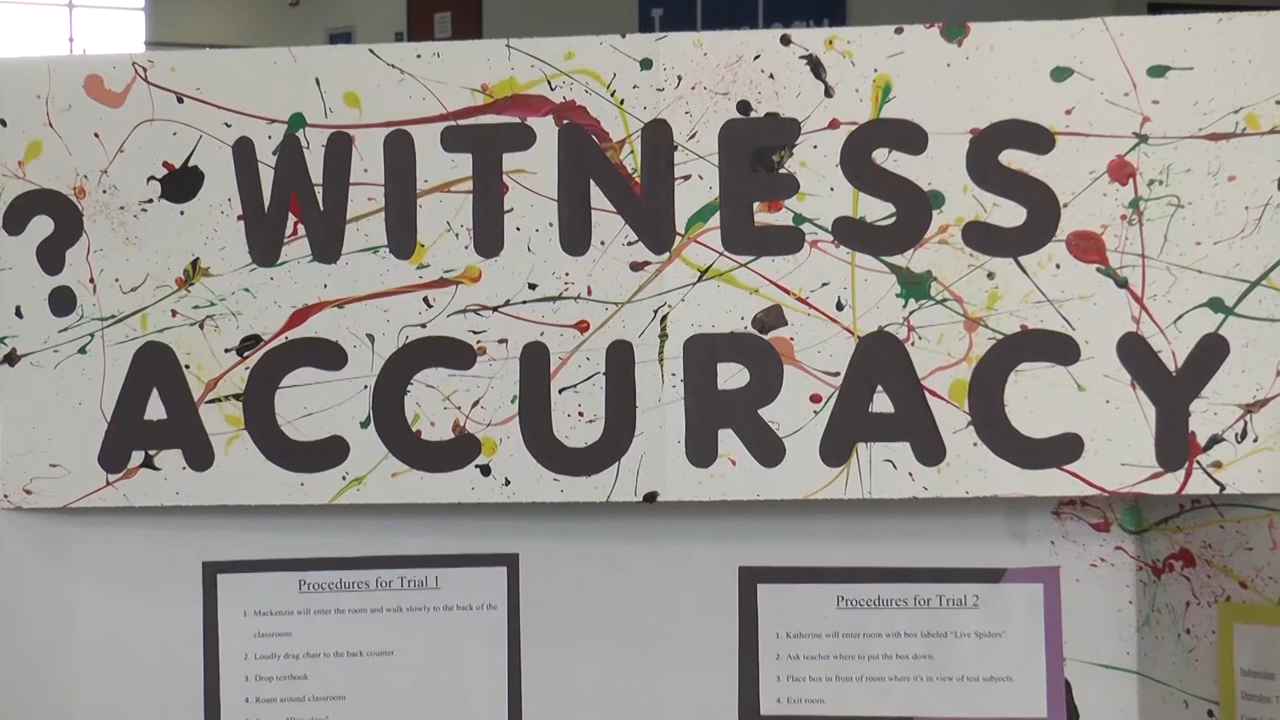 ?
WITNESS
ACCURACY
Procedures for Trial 1
1. Mackenzie will enter the room and walk slowly to the back of the
classroom.
2. Loudly drag chair to the back counter.
3. Drop textbook
4. Roam around classroom
Procedures for Trial 2
1. Katherine will enter room with box labeled "Live Spiders"
2. Ask teacher where to put the box down.
3. Place box in front of room where it's in view of test subjects.
4. Exit room.